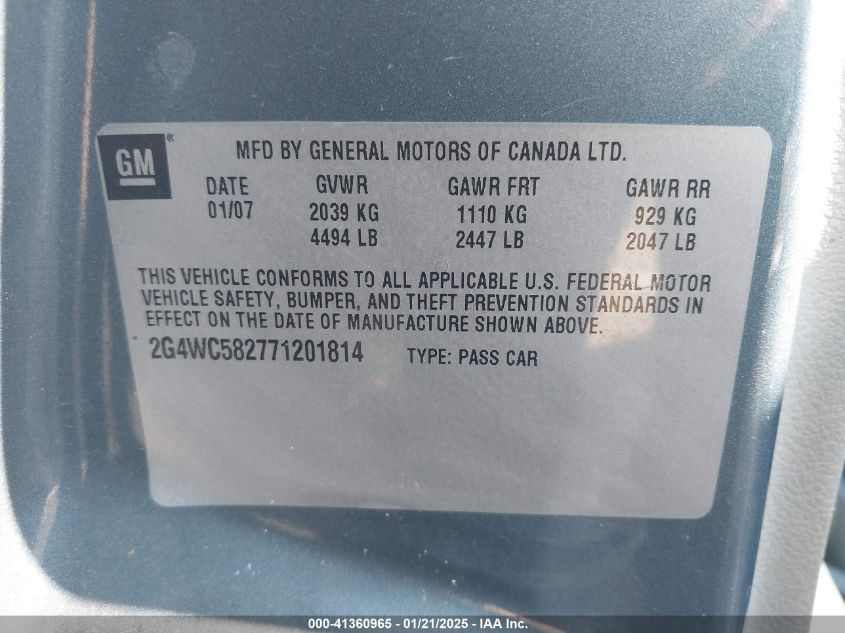 GM®
MFD BY GENERAL MOTORS OF CANADA LTD.
DATE GVWR GAWR FRT GAWR RR
01/07 2039 KG 1110 KG 929 KG
4494 LB 2447 LB 2047 LB
THIS VEHICLE CONFORMS TO ALL APPLICABLE U.S. FEDERAL MOTOR
VEHICLE SAFETY, BUMPER, AND THEFT PREVENTION STANDARDS IN
EFFECT ON THE DATE OF MANUFACTURE SHOWN ABOVE.
2G4WC582771201814 TYPE: PASS CAR
000-41360965 - 01/21/2025 - IAA Inc.